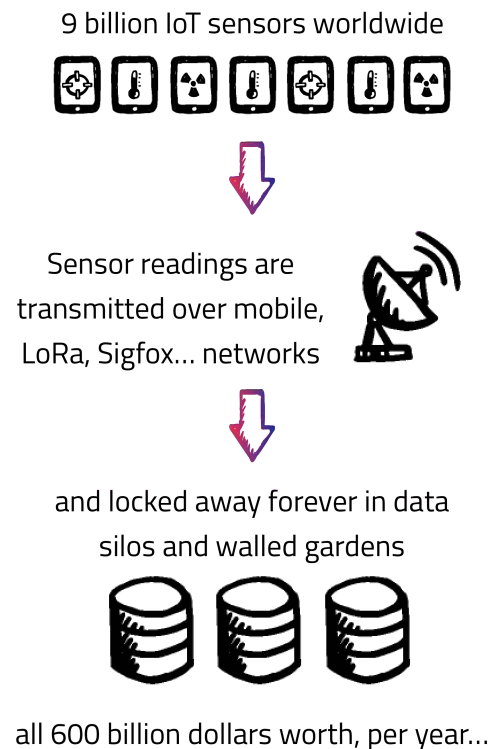 9 billion IoT sensors worldwide
Sensor readings are
transmitted over mobile,
LoRa, Sigfox... networks
and locked away forever in data
silos and walled gardens
all 600 billion dollars worth, per year...